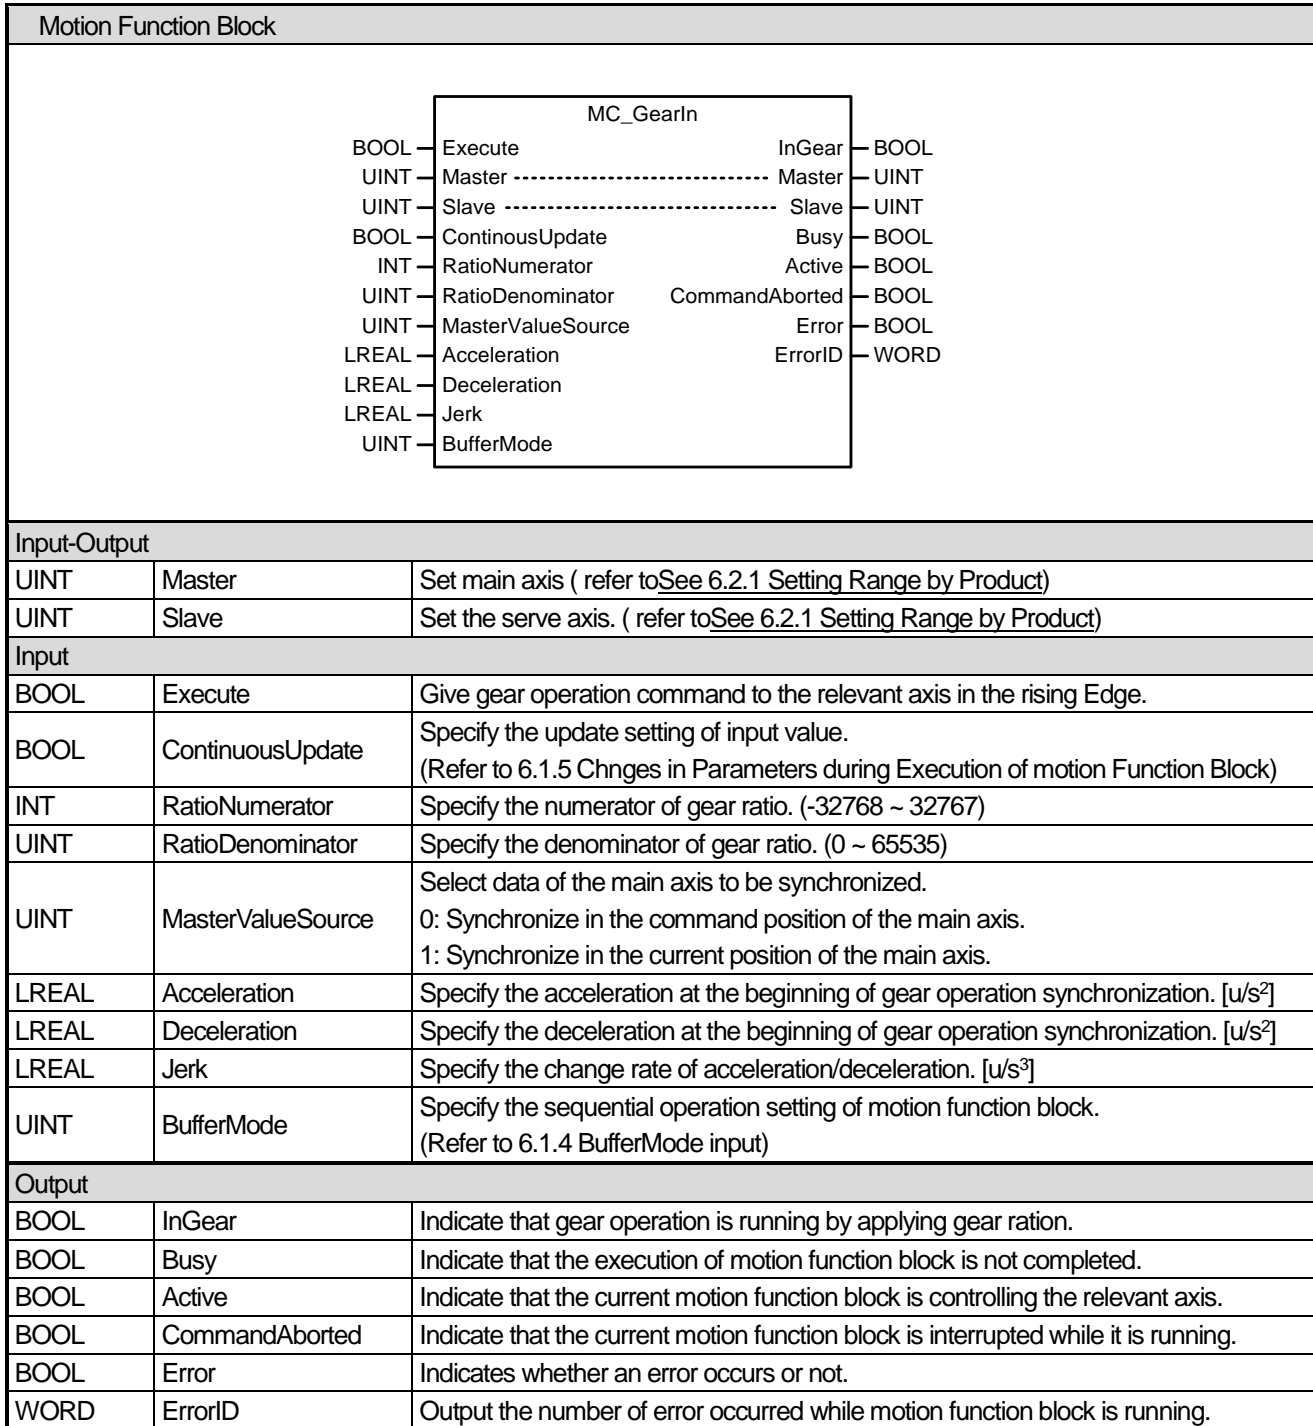 Motion Function Block
MC_GearIn
BOOL Execute InGear BOOL
UINT Master Master UINT
UINT Slave Slave UINT
BOOL ContinousUpdate Busy BOOL
INT RatioNumerator Active BOOL
UINT RatioDenominator CommandAborted BOOL
UINT MasterValueSource Error BOOL
LREAL Acceleration ErrorID WORD
LREAL Deceleration
LREAL Jerk
UINT BufferMode
Input-Output
UINT Master Set main axis ( refer toSee 6.2.1 Setting Range by Product)
UINT Slave Set the serve axis. ( refer toSee 6.2.1 Setting Range by Product)
Input
BOOL Execute Give gear operation command to the relevant axis in the rising Edge.
BOOL ContinuousUpdate Specify the update setting of input value.
(Refer to 6.1.5 Chnges in Parameters during Execution of motion Function Block)
INT RatioNumerator Specify the numerator of gear ratio. (-32768 ~ 32767)
UINT RatioDenominator Specify the denominator of gear ratio. (0 ~ 65535)
UINT MasterValueSource Select data of the main axis to be synchronized.
0: Synchronize in the command position of the main axis.
1: Synchronize in the current position of the main axis.
LREAL Acceleration Specify the acceleration at the beginning of gear operation synchronization. [u/s²]
LREAL Deceleration Specify the deceleration at the beginning of gear operation synchronization. [u/s²]
LREAL Jerk Specify the change rate of acceleration/deceleration. [u/s³]
UINT BufferMode Specify the sequential operation setting of motion function block.
(Refer to 6.1.4 BufferMode input)
Output
BOOL InGear Indicate that gear operation is running by applying gear ration.
BOOL Busy Indicate that the execution of motion function block is not completed.
BOOL Active Indicate that the current motion function block is controlling the relevant axis.
BOOL CommandAborted Indicate that the current motion function block is interrupted while it is running.
BOOL Error Indicates whether an error occurs or not.
WORD ErrorID Output the number of error occurred while motion function block is running.